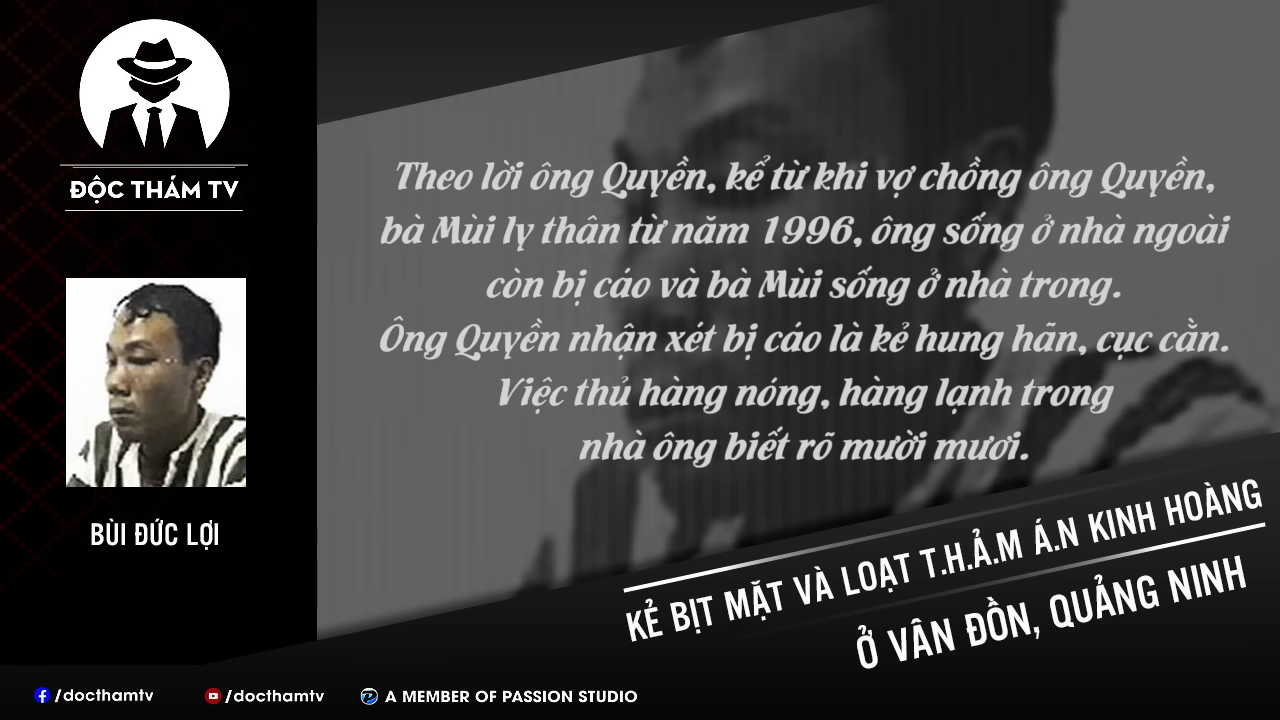 ĐỘC THÁM TV
BÙI ĐỨC LỢI
Theo lời ông Quyền, kể từ khi vợ chồng ông Quyền,
bà Mùi ly thân từ năm 1996, ông sống ở nhà ngoài
còn bị cáo và bà Mùi sống ở nhà trong.
Ông Quyền nhận xét bị cáo là kẻ hung hãn, cục cằn.
Việc thủ hàng nóng, hàng lạnh trong
nhà ông biết rõ mười mươi.
KẺ BỊT MẶT VÀ LOẠT T.H.Ả.M Á.N KINH HOÀNG
Ở VÂN ĐỒN, QUẢNG NINH
/docthamtv
/docthamtv
A MEMBER OF PASSION STUDIO